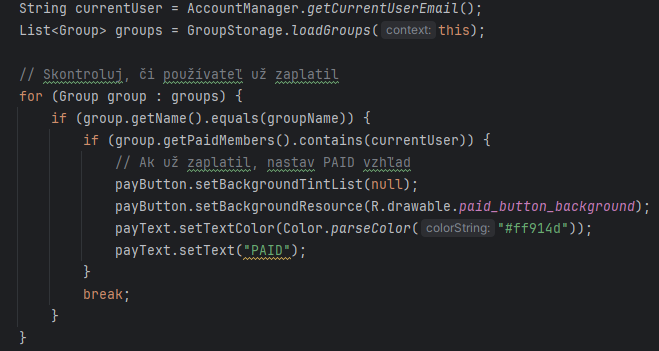 String currentUser = AccountManager.getCurrentUserEmail();
List<Group> groups = GroupStorage.loadGroups( context: this);
// Skontroluj, či používateľ už zaplatil
for (Group group : groups) {
if (group.getName().equals(groupName)) {
if (group.getPaidMembers().contains(currentUser)) {
// Ak už zaplatil, nastav PAID vzhľad
payButton.setBackgroundTintList(null);
payButton.setBackgroundResource(R.drawable.paid_button_background);
payText.setTextColor(Color.parseColor( colorString: "#ff914d"));
payText.setText("PAID");
}
break;
}
}